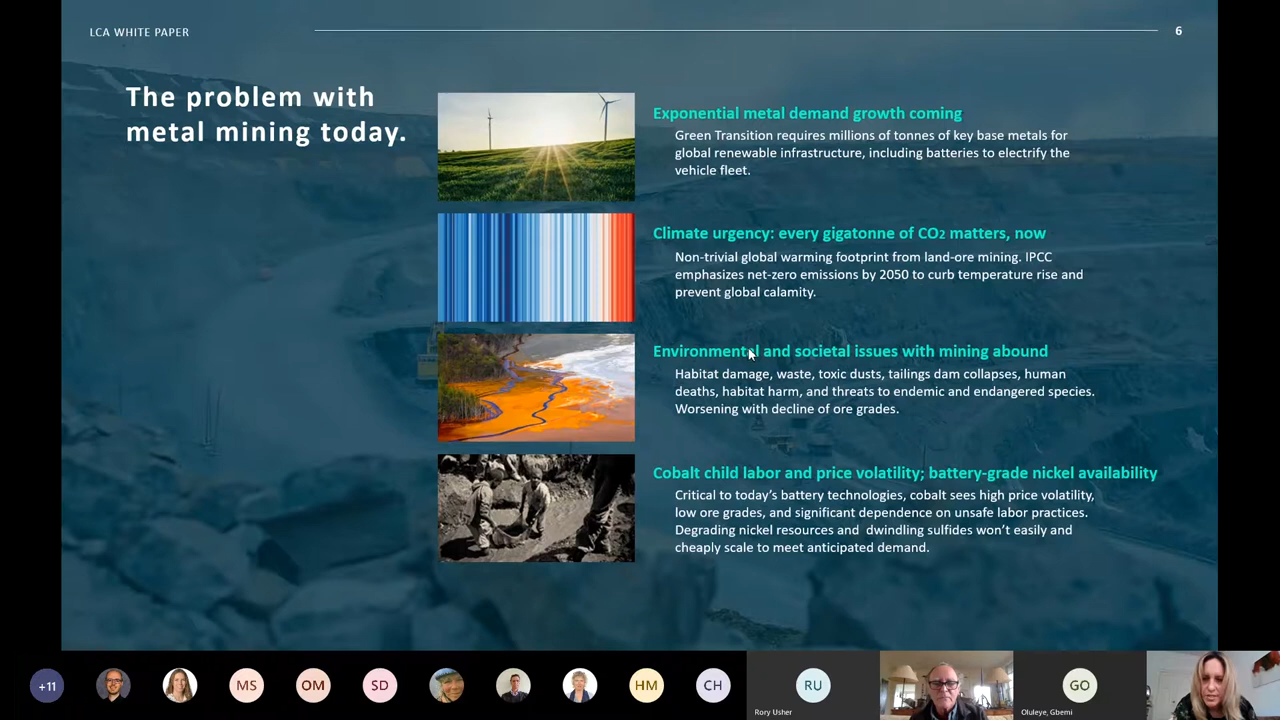 LCA WHITE PAPER
6
The problem with
metal mining today.
Exponential metal demand growth coming
Green Transition requires millions of tonnes of key base metals for
global renewable infrastructure, including batteries to electrify the
vehicle fleet.
Climate urgency: every gigatonne of CO2 matters, now
Non-trivial global warming footprint from land-ore mining. IPCC
emphasizes net-zero emissions by 2050 to curb temperature rise and
prevent global calamity.
Environmental and societal issues with mining abound
Habitat damage, waste, toxic dusts, tailings dam collapses, human
deaths, habitat harm, and threats to endemic and endangered species.
Worsening with decline of ore grades.
Cobalt child labor and price volatility; battery-grade nickel availability
Critical to today's battery technologies, cobalt sees high price volatility,
low ore grades, and significant dependence on unsafe labor practices.
Degrading nickel resources and dwindling sulfides won't easily and
cheaply scale to meet anticipated demand.
+11
MS
OM
SD
HM
CH
RU
GO
Rory Usher
Oluleye, Gbemi